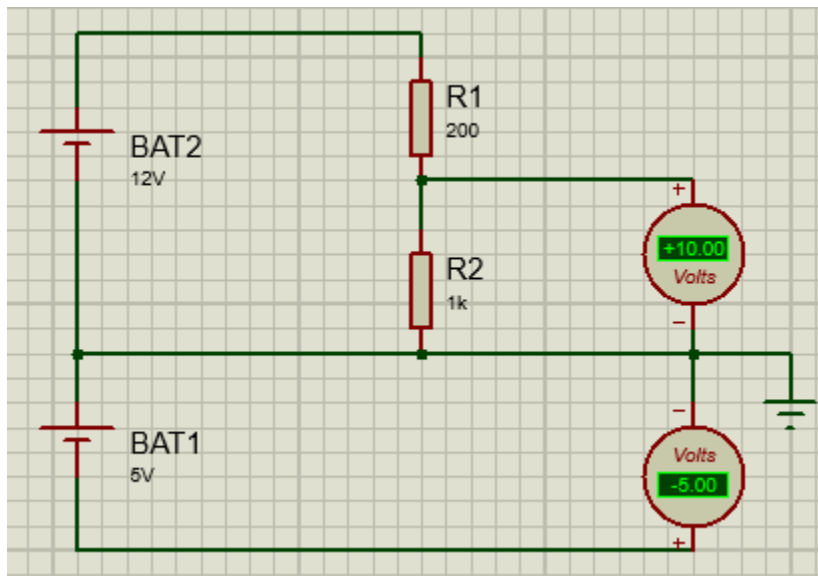 R1
200
BAT2
12V
+
+10.00
Volts
R2
1k
−
−
BAT1
5V
Volts
-5.00
+